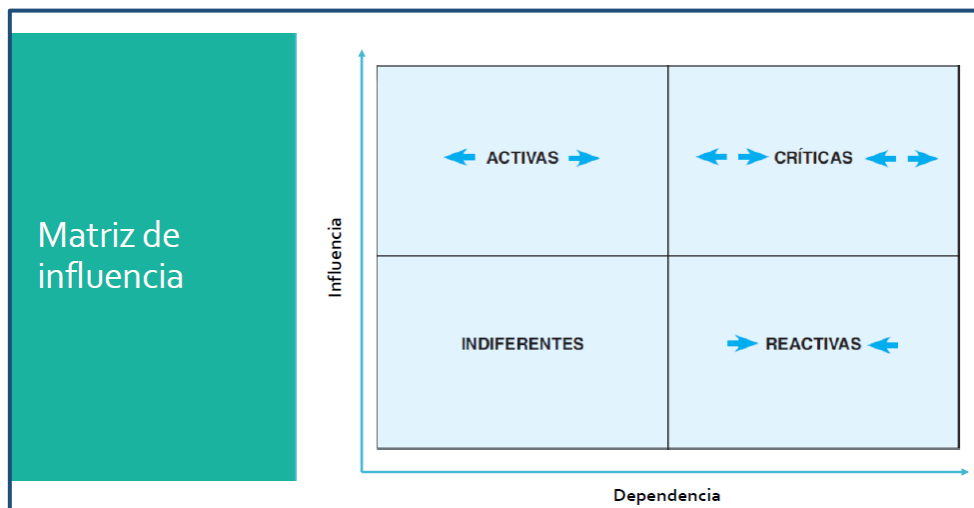 Matriz de
influencia
Influencia
ACTIVAS
CRÍTICAS
INDIFERENTES
REACTIVAS
Dependencia